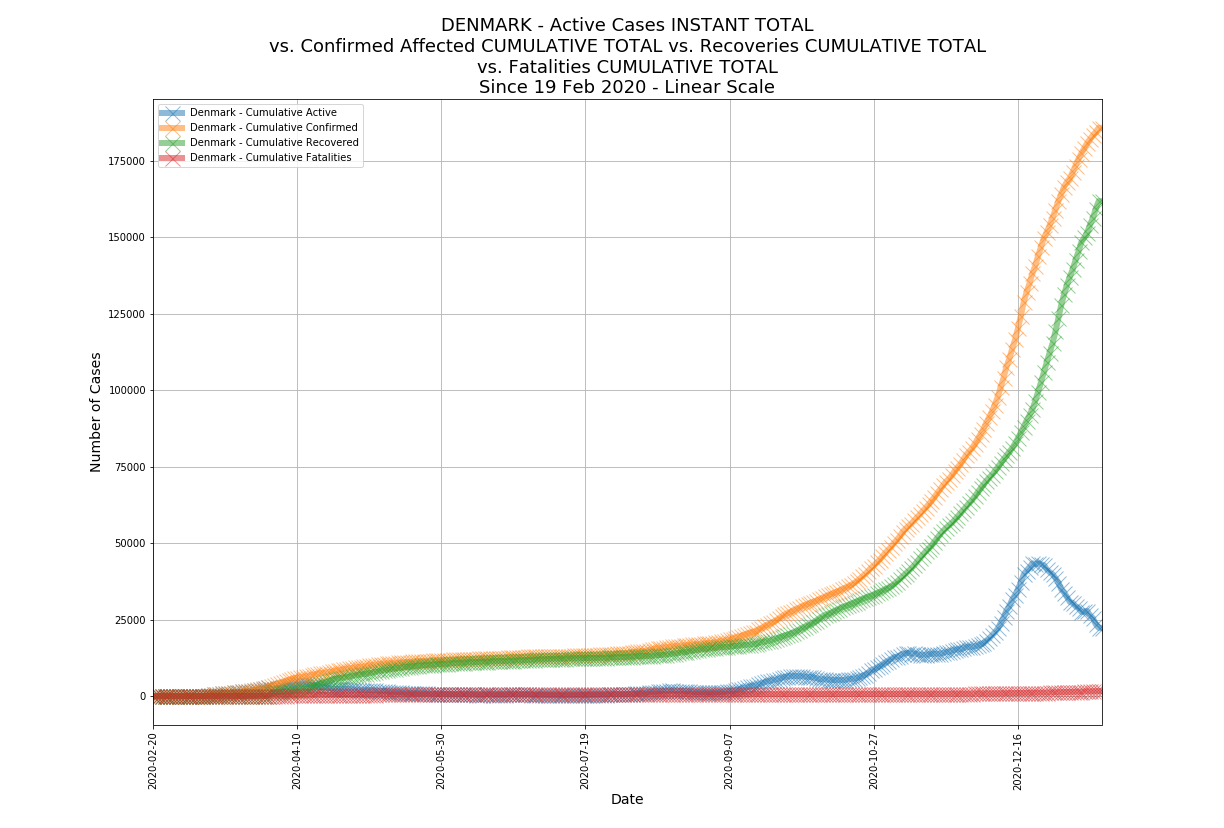 DENMARK - Active Cases INSTANT TOTAL
vs. Confirmed Affected CUMULATIVE TOTAL vs. Recoveries CUMULATIVE TOTAL
vs. Fatalities CUMULATIVE TOTAL
Since 19 Feb 2020 - Linear Scale
Denmark - Cumulative Active
Denmark - Cumulative Confirmed
Denmark - Cumulative Recovered
Denmark - Cumulative Fatalities
Number of Cases
175000
150000
125000
100000
75000
50000
25000
0
2020-02-20
2020-04-10
2020-05-30
2020-07-19
2020-09-07
2020-10-27
2020-12-16
Date